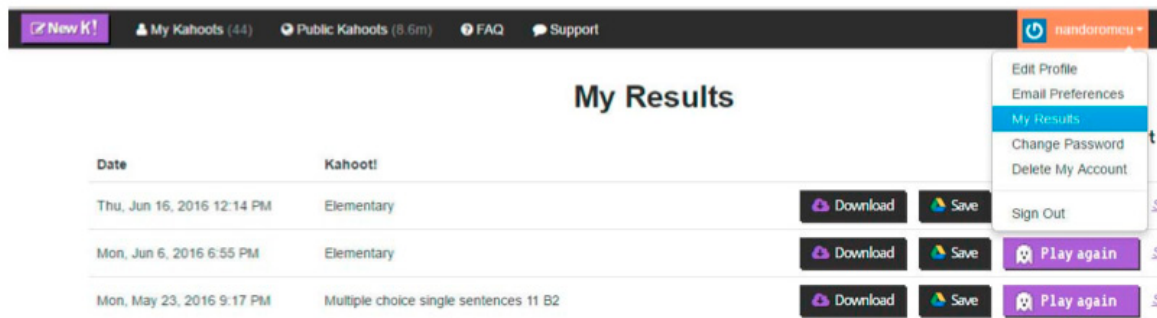 New K!
My Kahoots (44)
Public Kahoots (8.6m)
FAQ
Support
nandoromeu
Edit Profile
Email Preferences
My Results
Change Password
Delete My Account
Sign Out
My Results
Date
Kahoot!
Thu, Jun 16, 2016 12:14 PM
Elementary
Download
Save
Mon, Jun 6, 2016 6:55 PM
Elementary
Download
Save
Play again
Mon, May 23, 2016 9:17 PM
Multiple choice single sentences 11 B2
Download
Save
Play again